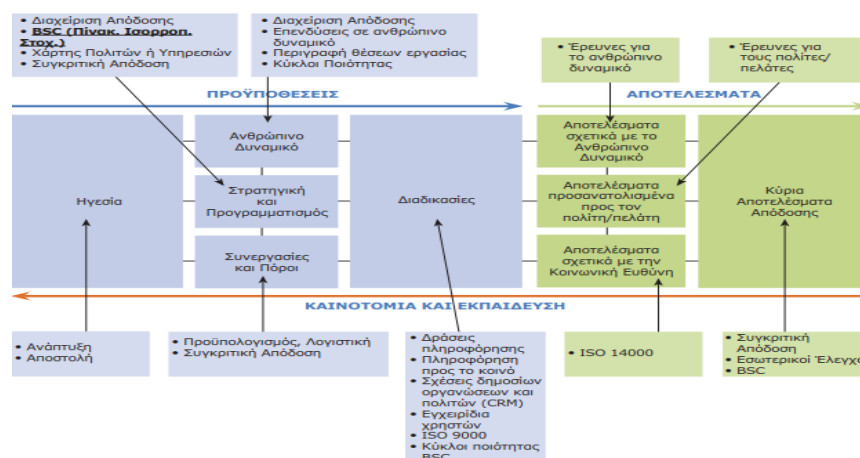 • Διαχείριση Απόδοσης
• BSC (Πίνακ. Ισορροπ.
Στοχ.)
• Χάρτης Πολιτών ή Υπηρεσιών
• Συγκριτική Απόδοση
• Διαχείριση Απόδοσης
• Επενδύσεις σε ανθρώπινο
δυναμικό
• Περιγραφή θέσεων εργασίας
• Κύκλοι Ποιότητας
• Έρευνες για
το ανθρώπινο
δυναμικό
• Έρευνες για
τους πολίτες/
πελάτες
ΠΡΟΫΠΟΘΕΣΕΙΣ
ΑΠΟΤΕΛΕΣΜΑΤΑ
Ηγεσία
Ανθρώπινο
Δυναμικό
Στρατηγική
και
Προγραμματισμός
Συνεργασίες
και Πόροι
Διαδικασίες
Αποτελέσματα
σχετικά με το
Ανθρώπινο
Δυναμικό
Αποτελέσματα
προσανατολισμένα
προς τον
πολίτη/πελάτη
Αποτελέσματα
σχετικά με την
Κοινωνική Ευθύνη
Κύρια
Αποτελέσματα
Απόδοσης
ΚΑΙΝΟΤΟΜΙΑ ΚΑΙ ΕΚΠΑΙΔΕΥΣΗ
• Ανάπτυξη
• Αποστολή
• Προϋπολογισμός, Λογιστική
• Συγκριτική Απόδοση
• Δράσεις
πληροφόρησης
• Πληροφόρηση
προς το κοινό
• Σχέσεις δημοσίων
οργανώσεων και
πολιτών (CRM)
• Εγχειρίδια
χρηστών
• ISO 9000
• Κύκλοι ποιότητας
BSC
• ISO 14000
• Συγκριτική
Απόδοση
• Εσωτερικοί Έλεγχο
• BSC